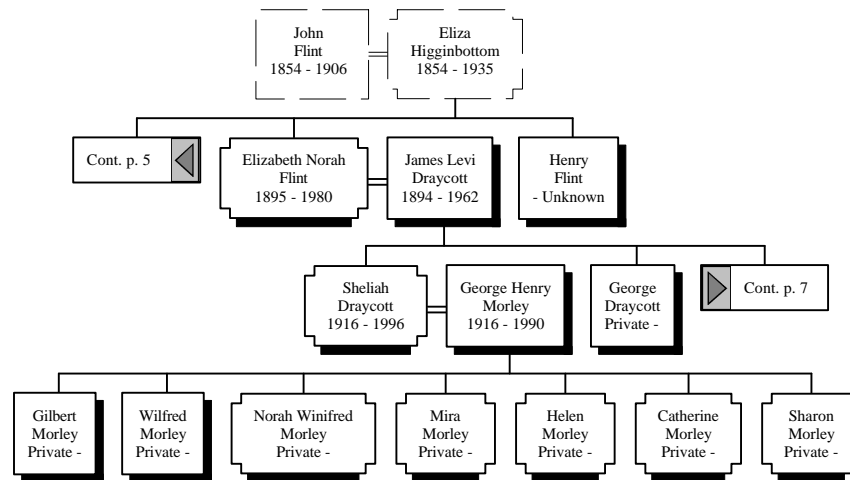 John
Flint
1854 - 1906
Eliza
Higginbottom
1854 - 1935
Cont. p. 5
Elizabeth Norah
Flint
1895 - 1980
James Levi
Draycott
1894 - 1962
Henry
Flint
- Unknown
Sheliah
Draycott
1916 - 1996
George Henry
Morley
1916 - 1990
George
Draycott
Private -
Cont. p. 7
Gilbert
Morley
Private -
Wilfred
Morley
Private -
Norah Winifred
Morley
Private -
Mira
Morley
Private -
Helen
Morley
Private -
Catherine
Morley
Private -
Sharon
Morley
Private -